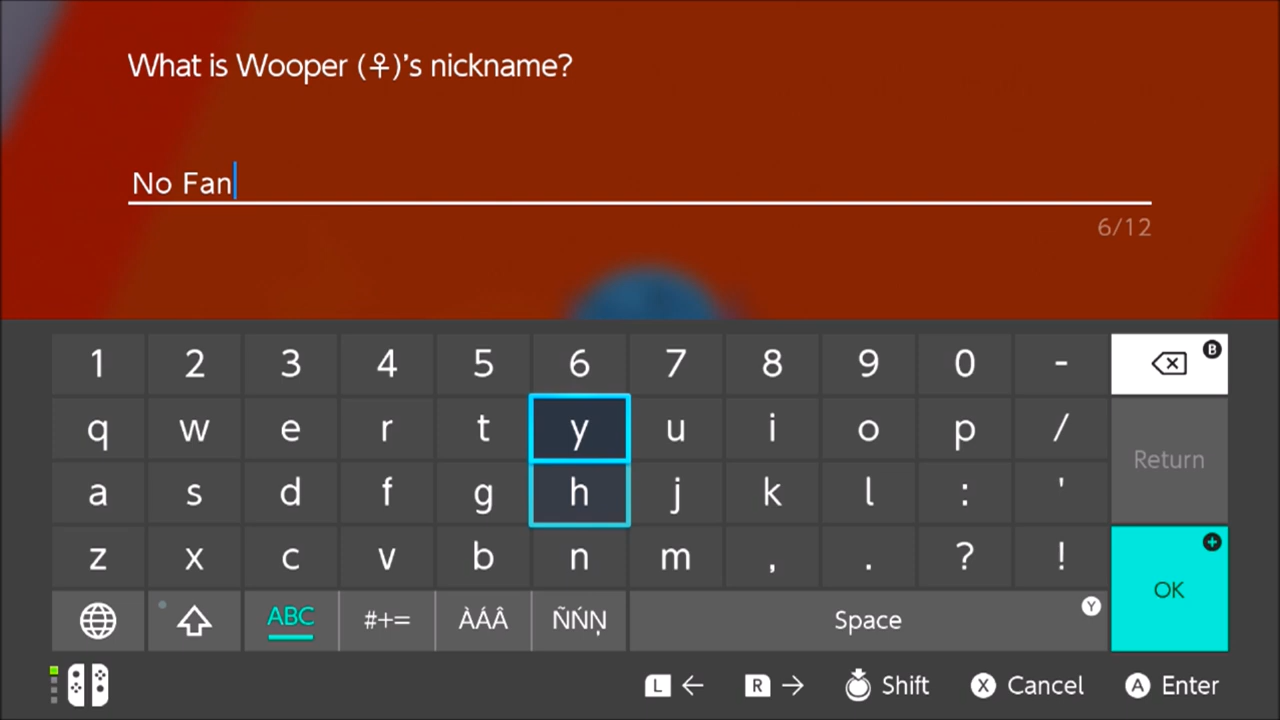 What is Wooper (♀)'s nickname?
No Fan
6/12
1 2 3 4 5 6 7 8 9 0 - B
q w e r t y u i o p / Return
a s d f g h j k l : '
z x c v b n m , . ? ! +
ABC #+= ÀÁÂ ÑŃŅ Space Y OK
L ← R → Shift X Cancel A Enter